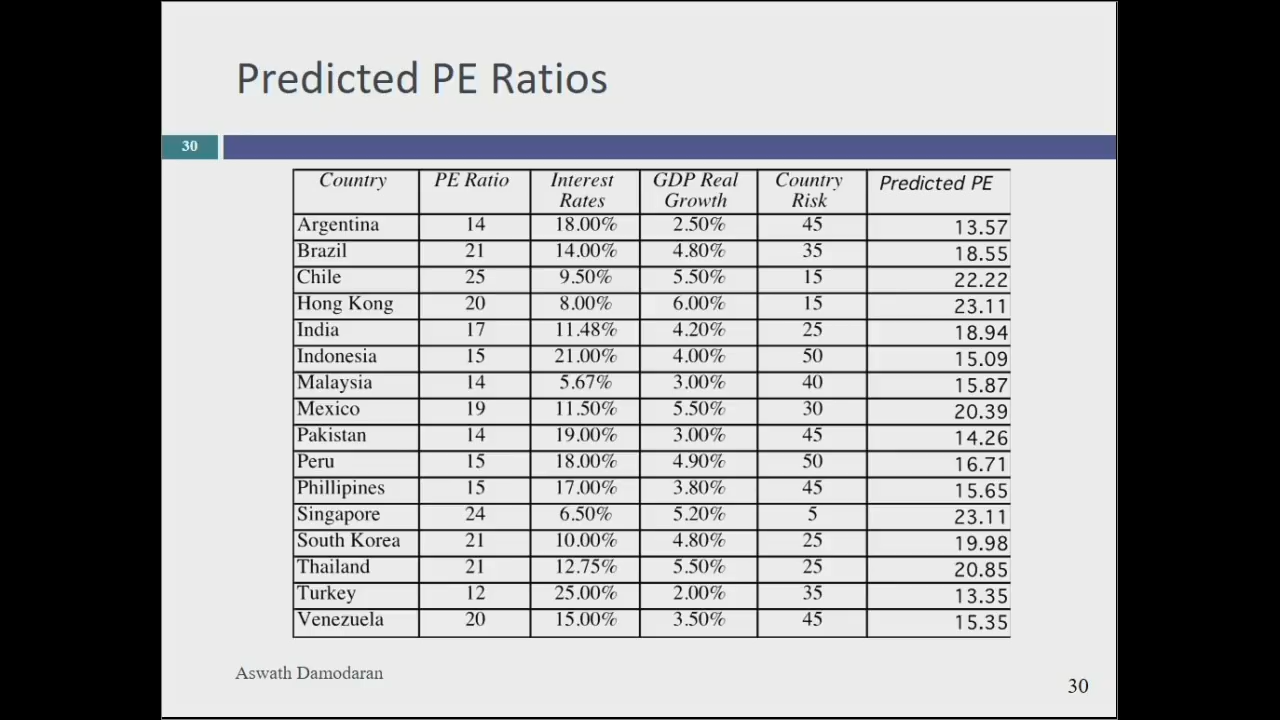 Predicted PE Ratios
30
Country PE Ratio Interest Rates GDP Real Growth Country Risk Predicted PE
Argentina 14 18.00% 2.50% 45 13.57
Brazil 21 14.00% 4.80% 35 18.55
Chile 25 9.50% 5.50% 15 22.22
Hong Kong 20 8.00% 6.00% 15 23.11
India 17 11.48% 4.20% 25 18.94
Indonesia 15 21.00% 4.00% 50 15.09
Malaysia 14 5.67% 3.00% 40 15.87
Mexico 19 11.50% 5.50% 30 20.39
Pakistan 14 19.00% 3.00% 45 14.26
Peru 15 18.00% 4.90% 50 16.71
Phillipines 15 17.00% 3.80% 45 15.65
Singapore 24 6.50% 5.20% 5 23.11
South Korea 21 10.00% 4.80% 25 19.98
Thailand 21 12.75% 5.50% 25 20.85
Turkey 12 25.00% 2.00% 35 13.35
Venezuela 20 15.00% 3.50% 45 15.35
Aswath Damodaran
30